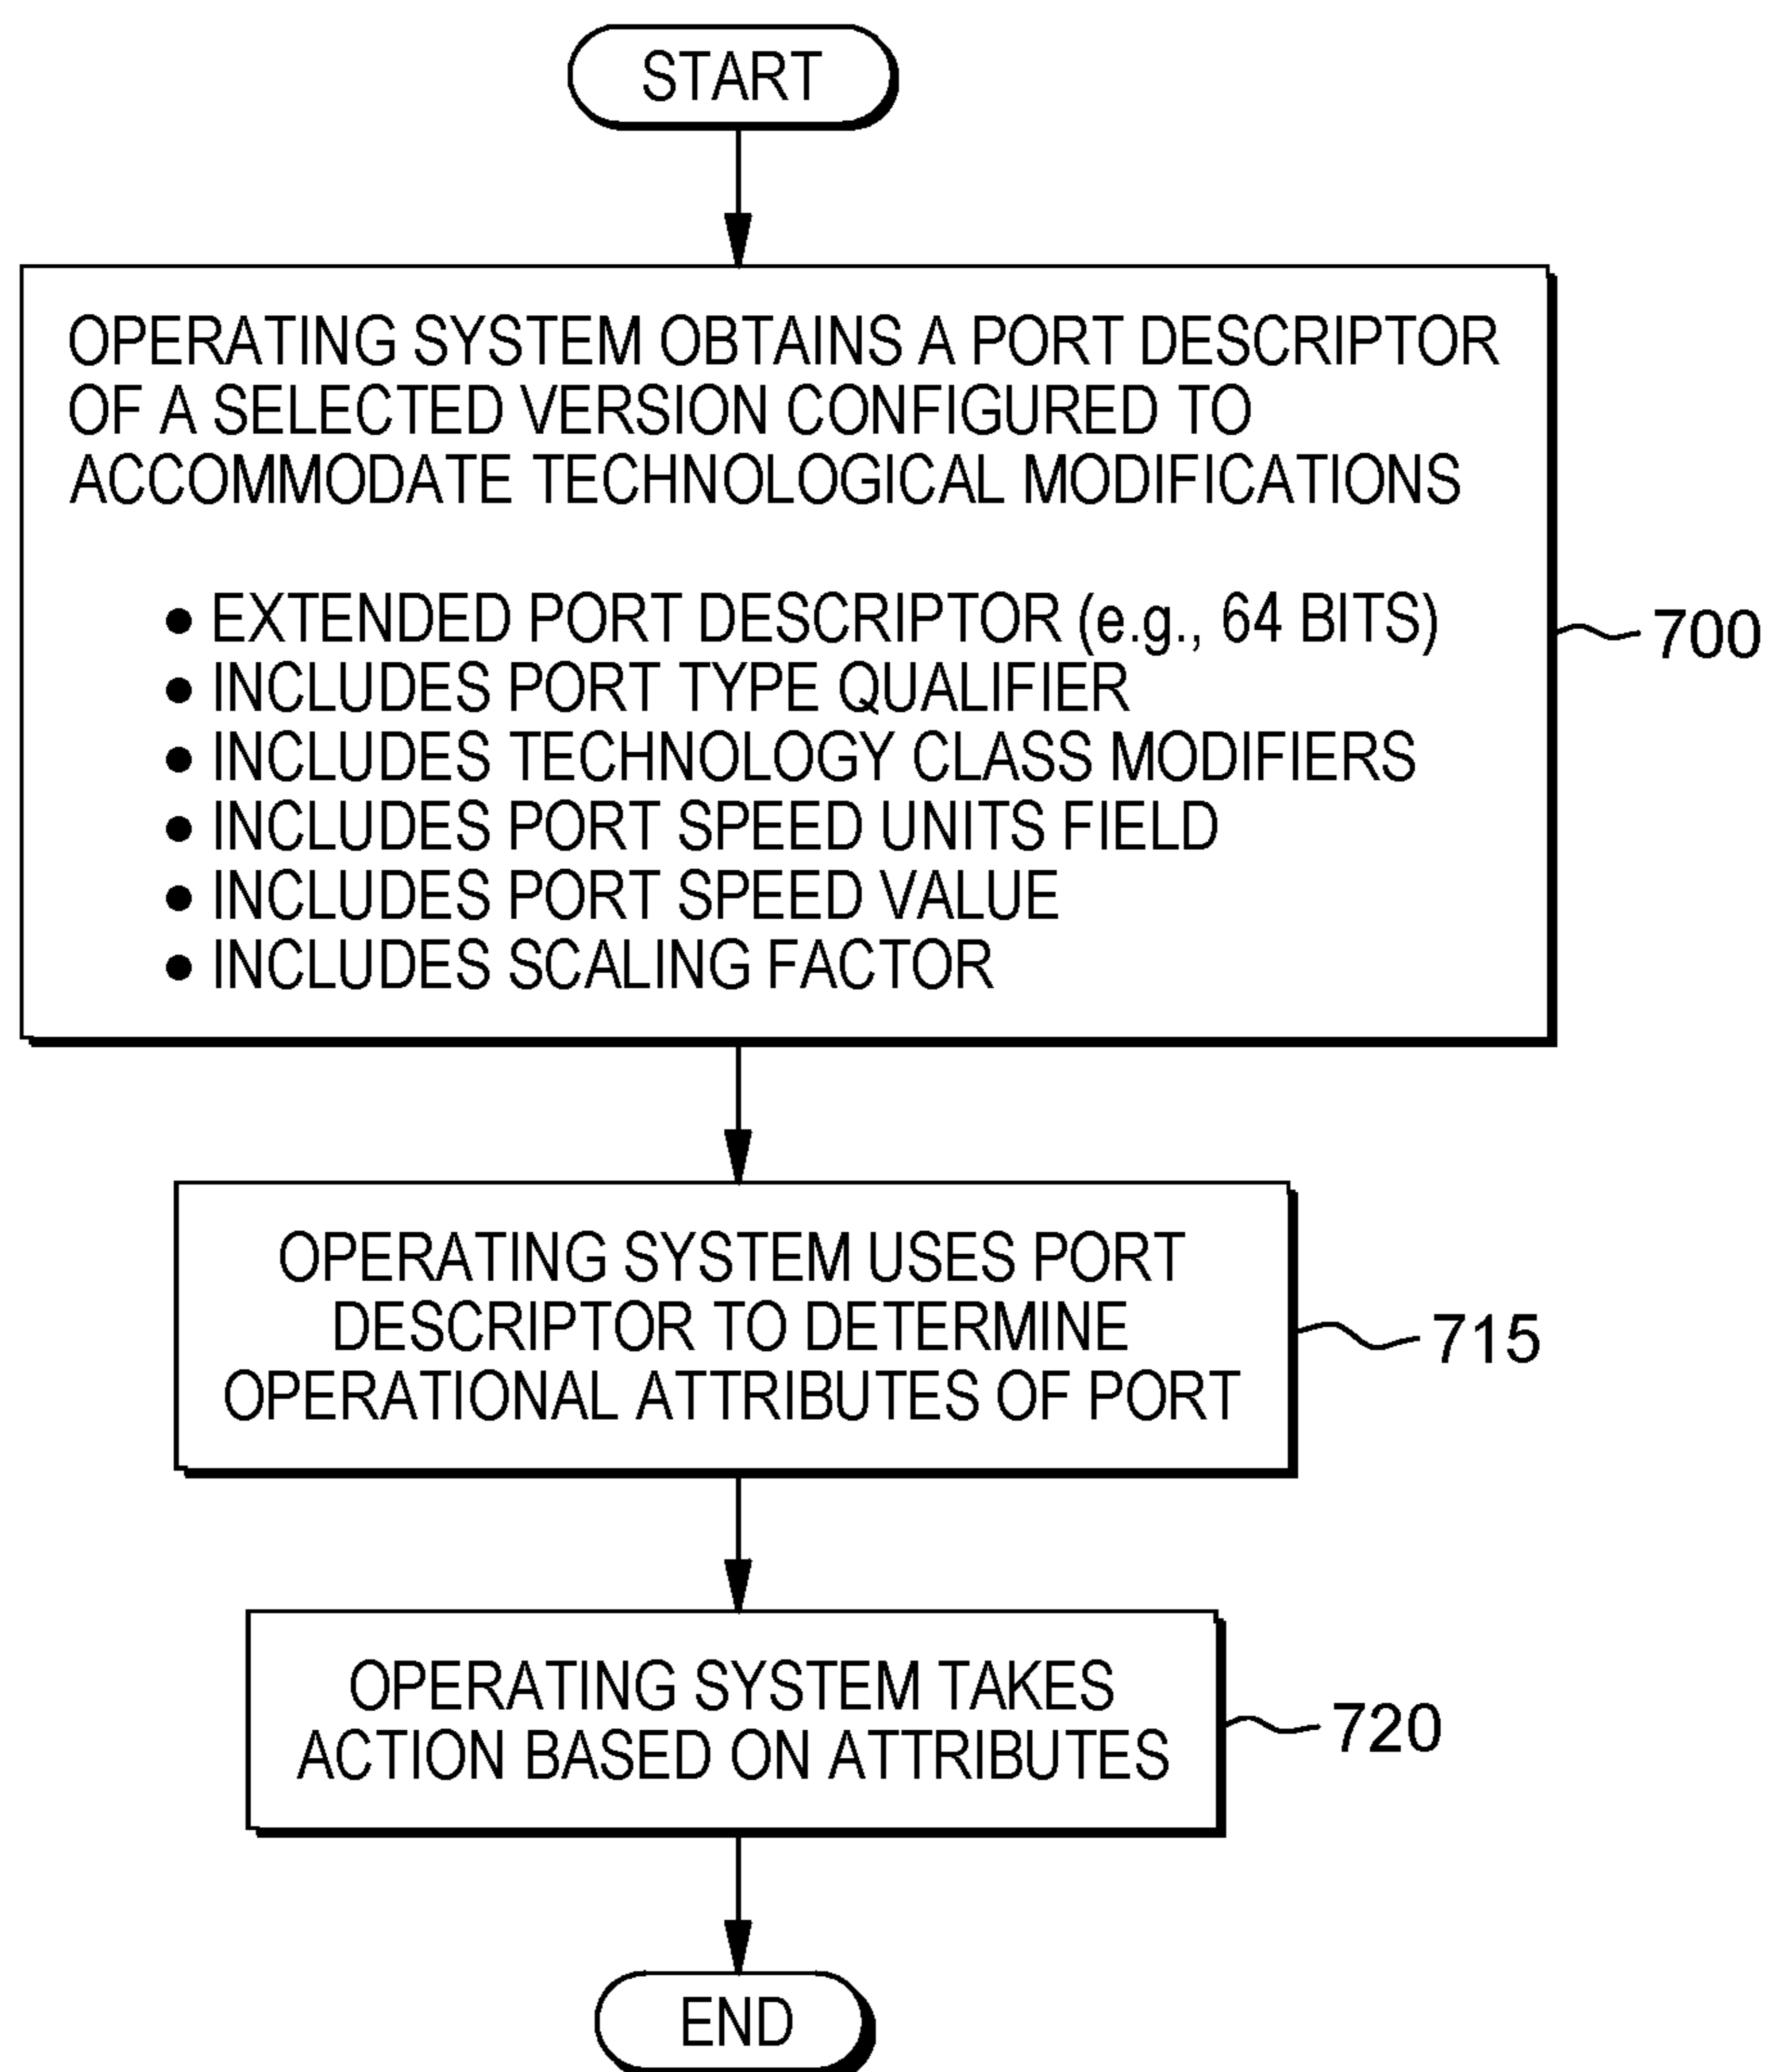 START
OPERATING SYSTEM OBTAINS A PORT DESCRIPTOR
OF A SELECTED VERSION CONFIGURED TO
ACCOMMODATE TECHNOLOGICAL MODIFICATIONS
● EXTENDED PORT DESCRIPTOR (e.g., 64 BITS)
● INCLUDES PORT TYPE QUALIFIER
● INCLUDES TECHNOLOGY CLASS MODIFIERS
● INCLUDES PORT SPEED UNITS FIELD
● INCLUDES PORT SPEED VALUE
● INCLUDES SCALING FACTOR
700
OPERATING SYSTEM USES PORT
DESCRIPTOR TO DETERMINE
OPERATIONAL ATTRIBUTES OF PORT
715
OPERATING SYSTEM TAKES
ACTION BASED ON ATTRIBUTES
720
END